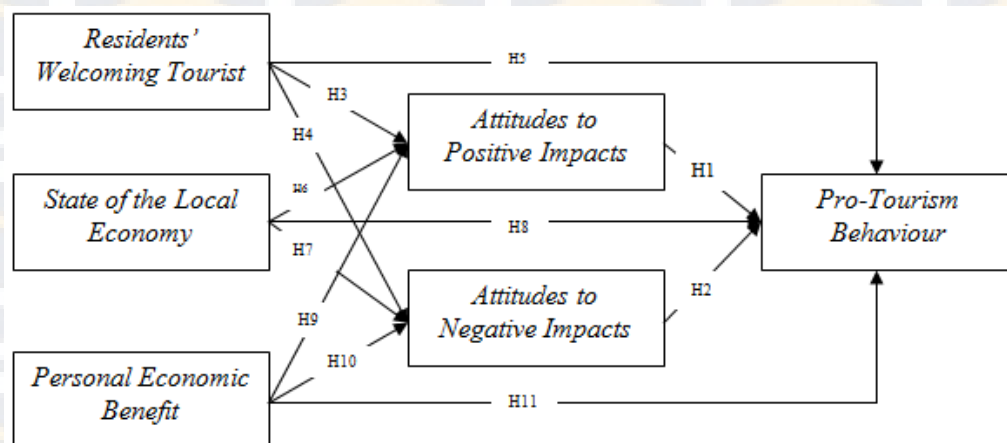 Residents'
Welcoming Tourist
H5
H3
Attitudes to
Positive Impacts
H4
H1
H6
State of the Local
Economy
Pro-Tourism
Behaviour
H8
H7
Attitudes to
Negative Impacts
H2
H9
H10
Personal Economic
Benefit
H11